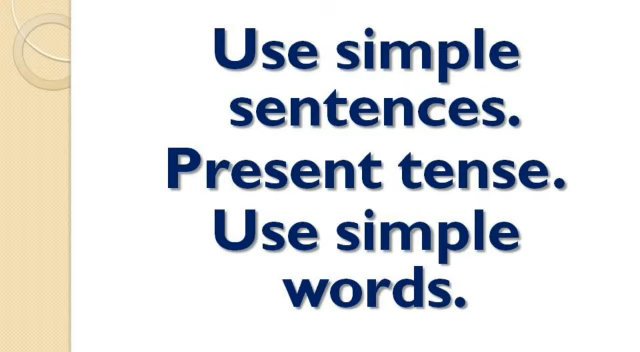 Use simple
sentences.
Present tense.
Use simple
words.